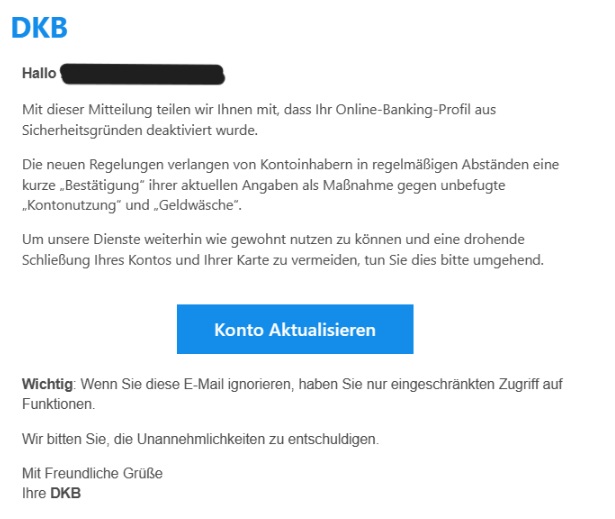 DKB
Hallo
Mit dieser Mitteilung teilen wir Ihnen mit, dass Ihr Online-Banking-Profil aus
Sicherheitsgründen deaktiviert wurde.
Die neuen Regelungen verlangen von Kontoinhabern in regelmäßigen Abständen eine
kurze „Bestätigung“ ihrer aktuellen Angaben als Maßnahme gegen unbefugte
„Kontonutzung“ und „Geldwäsche“.
Um unsere Dienste weiterhin wie gewohnt nutzen zu können und eine drohende
Schließung Ihres Kontos und Ihrer Karte zu vermeiden, tun Sie dies bitte umgehend.
Konto Aktualisieren
Wichtig: Wenn Sie diese E-Mail ignorieren, haben Sie nur eingeschränkten Zugriff auf
Funktionen.
Wir bitten Sie, die Unannehmlichkeiten zu entschuldigen.
Mit Freundliche Grüße
Ihre DKB